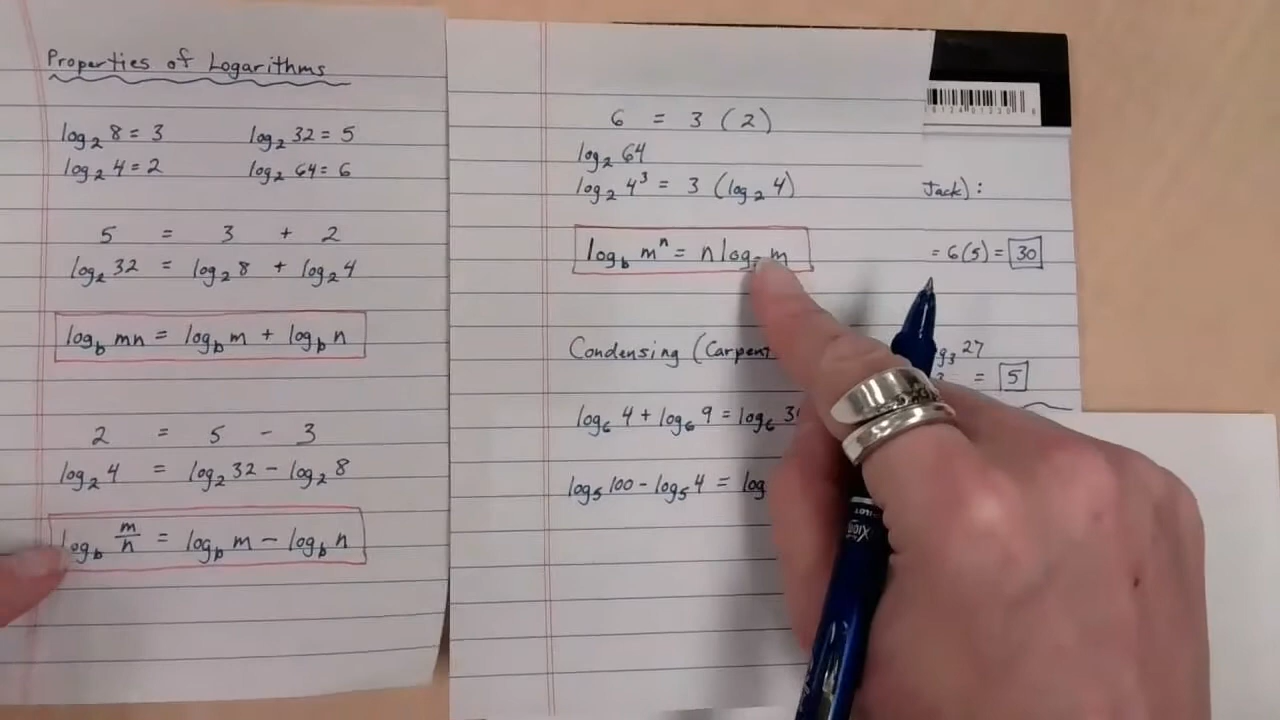 Properties of Logarithms
log₂ 8 = 3 log₂ 32 = 5
log₂ 4 = 2 log₂ 64 = 6
5 = 3 + 2
log₂ 32 = log₂ 8 + log₂ 4
log_b mn = log_b m + log_b n
2 = 5 - 3
log₂ 4 = log₂ 32 - log₂ 8
log_b m/n = log_b m - log_b n
6 = 3 (2)
log₂ 64
log₂ 4³ = 3 (log₂ 4)
log_b mⁿ = n log m
Condensing (
log₆ 4 + log₆ 9 = log₆
log₅ 100 - log₅ 4 = log
Jack):
= 6(5) = 30
27
= 5
PILOT